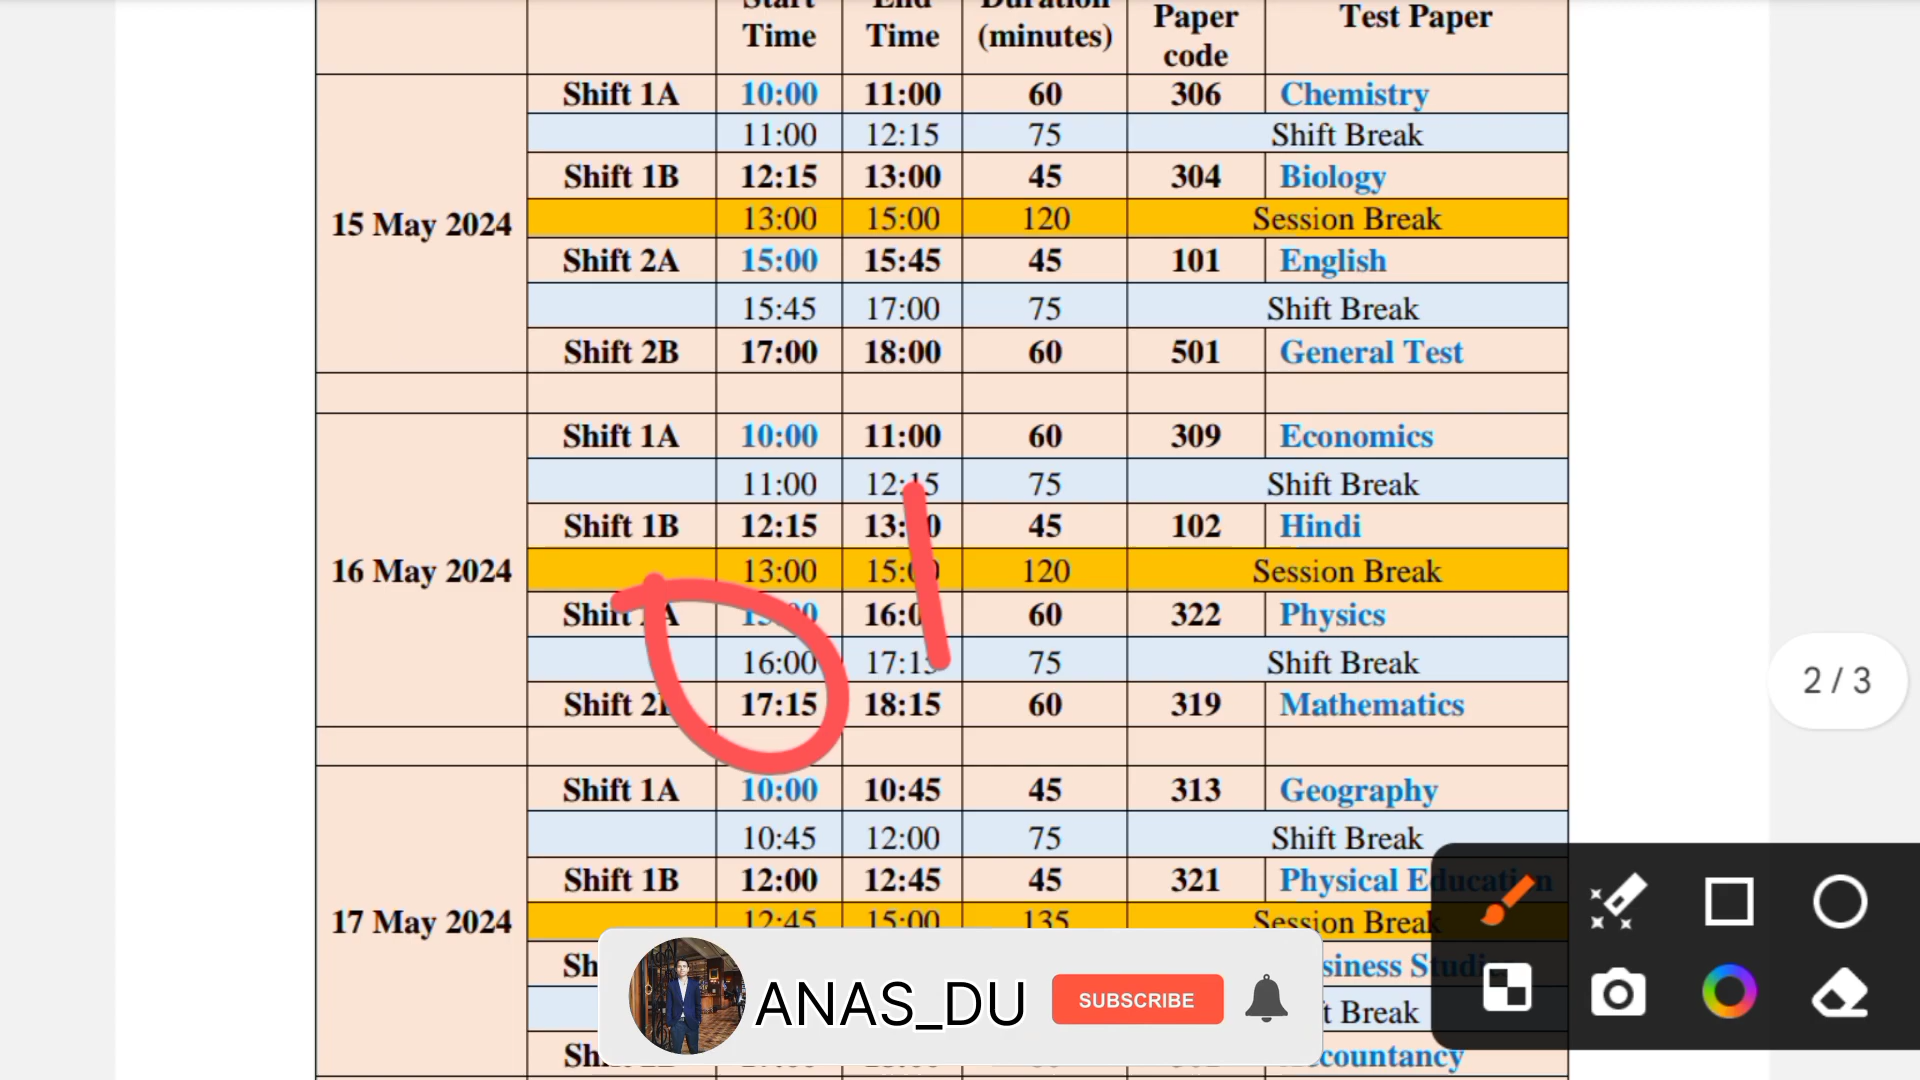 Start End Duration
Time Time (minutes) Paper code Test Paper
15 May 2024
Shift 1A 10:00 11:00 60 306 Chemistry
11:00 12:15 75 Shift Break
Shift 1B 12:15 13:00 45 304 Biology
13:00 15:00 120 Session Break
Shift 2A 15:00 15:45 45 101 English
15:45 17:00 75 Shift Break
Shift 2B 17:00 18:00 60 501 General Test
16 May 2024
Shift 1A 10:00 11:00 60 309 Economics
11:00 12:15 75 Shift Break
Shift 1B 12:15 13:00 45 102 Hindi
13:00 15:00 120 Session Break
Shift 2A 15:00 16:00 60 322 Physics
16:00 17:15 75 Shift Break
Shift 2B 17:15 18:15 60 319 Mathematics
17 May 2024
Shift 1A 10:00 10:45 45 313 Geography
10:45 12:00 75 Shift Break
Shift 1B 12:00 12:45 45 321 Physical Education
12:45 15:00 135 Session Break
Sh siness Studi
t Break
Sh countancy
2 / 3
ANAS_DU SUBSCRIBE